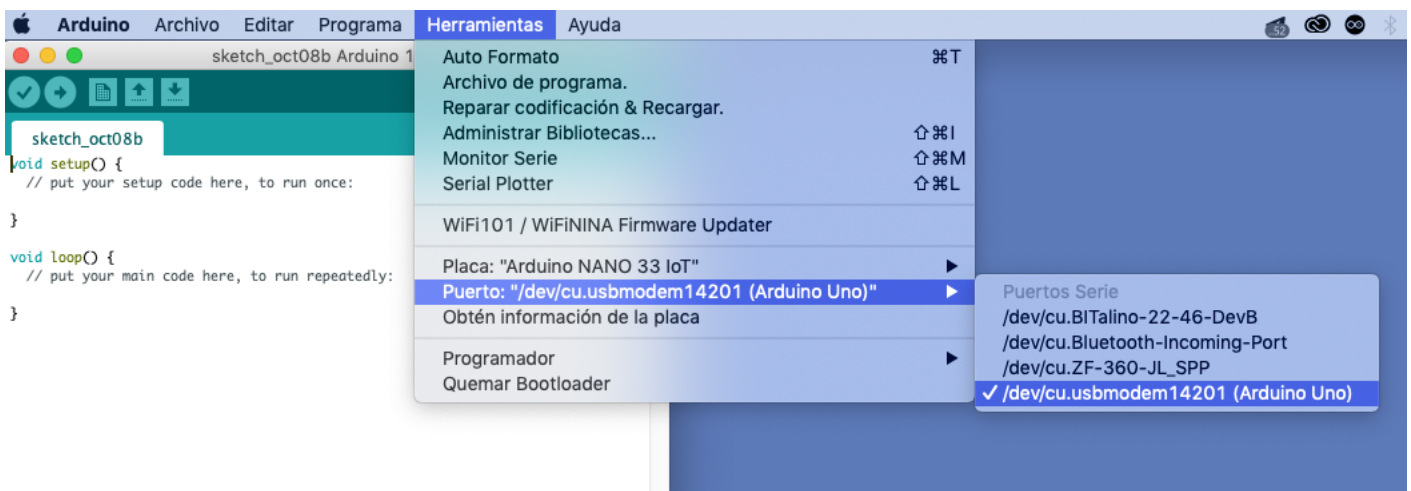 Arduino Archivo Editar Programa Herramientas Ayuda
.52
sketch_oct08b Arduino 1
sketch_oct08b
void setup() {
// put your setup code here, to run once:
}
void loop() {
// put your main code here, to run repeatedly:
}
Auto Formato ⌘T
Archivo de programa.
Reparar codificación & Recargar.
Administrar Bibliotecas... ⇧⌘I
Monitor Serie ⇧⌘M
Serial Plotter ⇧⌘L
WiFi101 / WiFiNINA Firmware Updater
Placa: "Arduino NANO 33 IoT"
Puerto: "/dev/cu.usbmodem14201 (Arduino Uno)"
Obtén información de la placa
Programador
Quemar Bootloader
Puertos Serie
/dev/cu.BITalino-22-46-DevB
/dev/cu.Bluetooth-Incoming-Port
/dev/cu.ZF-360-JL_SPP
✓ /dev/cu.usbmodem14201 (Arduino Uno)